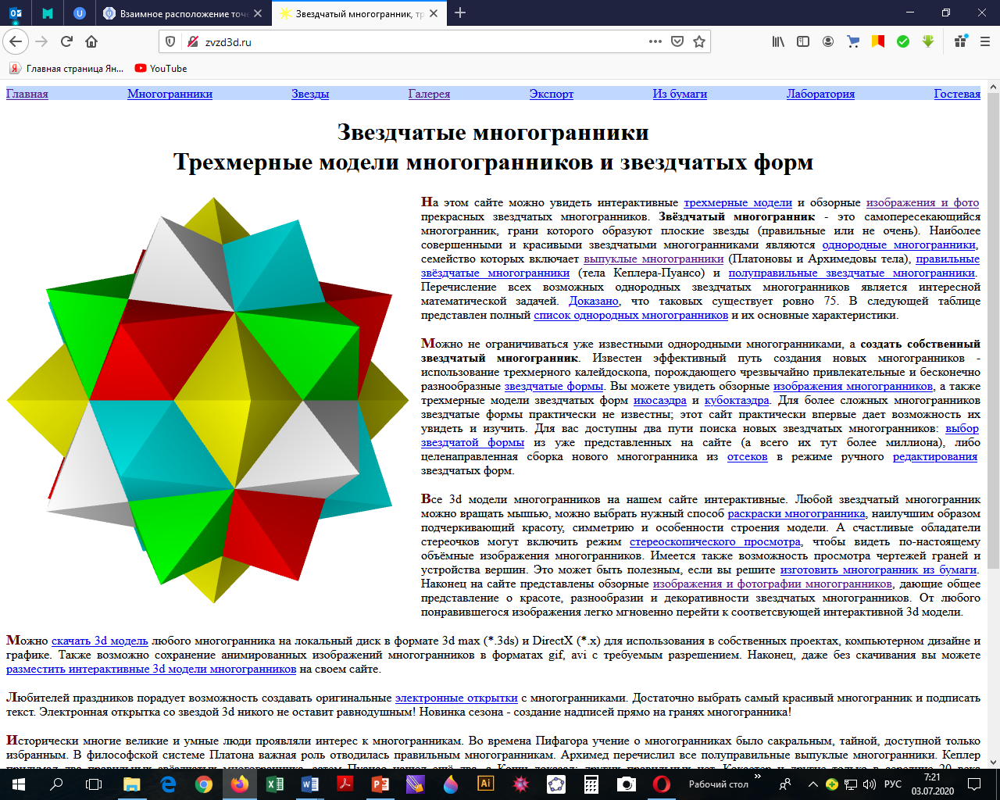 Взаимное расположение точе
Звездчатый многогранник, тр
zvzd3d.ru
Главная страница Ян...
YouTube
Главная Многогранники Звезды Галерея Экспорт Из бумаги Лаборатория Гостевая
Звездчатые многогранники
Трехмерные модели многогранников и звездчатых форм
На этом сайте можно увидеть интерактивные трехмерные модели и обзорные изображения и фото
прекрасных звездчатых многогранников. Звёздчатый многогранник - это самопересекающийся
многогранник, грани которого образуют плоские звезды (правильные или не очень). Наиболее
совершенными и красивыми звездчатыми многогранниками являются однородные многогранники,
семейство которых включает выпуклые многогранники (Платоновы и Архимедовы тела), правильные
звёздчатые многогранники (тела Кеплера-Пуансо) и полуправильные звездчатые многогранники.
Перечисление всех возможных однородных звездчатых многогранников является интересной
математической задачей. Доказано, что таковых существует ровно 75. В следующей таблице
представлен полный список однородных многогранников и их основные характеристики.
Можно не ограничиваться уже известными однородными многогранниками, а создать собственный
звездчатый многогранник. Известен эффективный путь создания новых многогранников -
использование трехмерного калейдоскопа, порождающего чрезвычайно привлекательные и бесконечно
разнообразные звездчатые формы. Вы можете увидеть обзорные изображения многогранников, а также
трехмерные модели звездчатых форм икосаэдра и кубоктаэдра. Для более сложных многогранников
звездчатые формы практически не известны; этот сайт практически впервые дает возможность их
увидеть и изучить. Для вас доступны два пути поиска новых звездчатых многогранников: выбор
звездчатой формы из уже представленных на сайте (а всего их тут более миллиона), либо
целенаправленная сборка нового многогранника из отсеков в режиме ручного редактирования
звездчатых форм.
Все 3d модели многогранников на нашем сайте интерактивные. Любой звездчатый многогранник
можно вращать мышью, можно выбрать нужный способ раскраски многогранника, наилучшим образом
подчеркивающий красоту, симметрию и особенности строения модели. А счастливые обладатели
стереочков могут включить режим стереоскопического просмотра, чтобы видеть по-настоящему
объёмные изображения многогранников. Имеется также возможность просмотра чертежей граней и
устройства вершин. Это может быть полезным, если вы решите изготовить многогранник из бумаги.
Наконец на сайте представлены обзорные изображения и фотографии многогранников, дающие общее
представление о красоте, разнообразии и декоративности звездчатых многогранников. От любого
понравившегося изображения легко мгновенно перейти к соответсвующей интерактивной 3d модели.
Можно скачать 3d модель любого многогранника на локальный диск в формате 3d max (*.3ds) и DirectX (*.x) для использования в собственных проектах, компьютерном дизайне и
графике. Также возможно сохранение анимированных изображений многогранников в форматах gif, avi с требуемым разрешением. Наконец, даже без скачивания вы можете
разместить интерактивные 3d модели многогранников на своем сайте.
Любителей праздников порадует возможность создавать оригинальные электронные открытки с многогранниками. Достаточно выбрать самый красивый многогранник и подписать
текст. Электронная открытка со звездой 3d никого не оставит равнодушным! Новинка сезона - создание надписей прямо на гранях многогранника!
Исторически многие великие и умные люди проявляли интерес к многогранникам. Во времена Пифагора учение о многогранниках было сакральным, тайной, доступной только
избранным. В философской системе Платона важная роль отводилась правильным многогранникам. Архимед перечислил все полуправильные выпуклые многогранники. Кеплер
Рабочий стол
РУС
7:21
03.07.2020